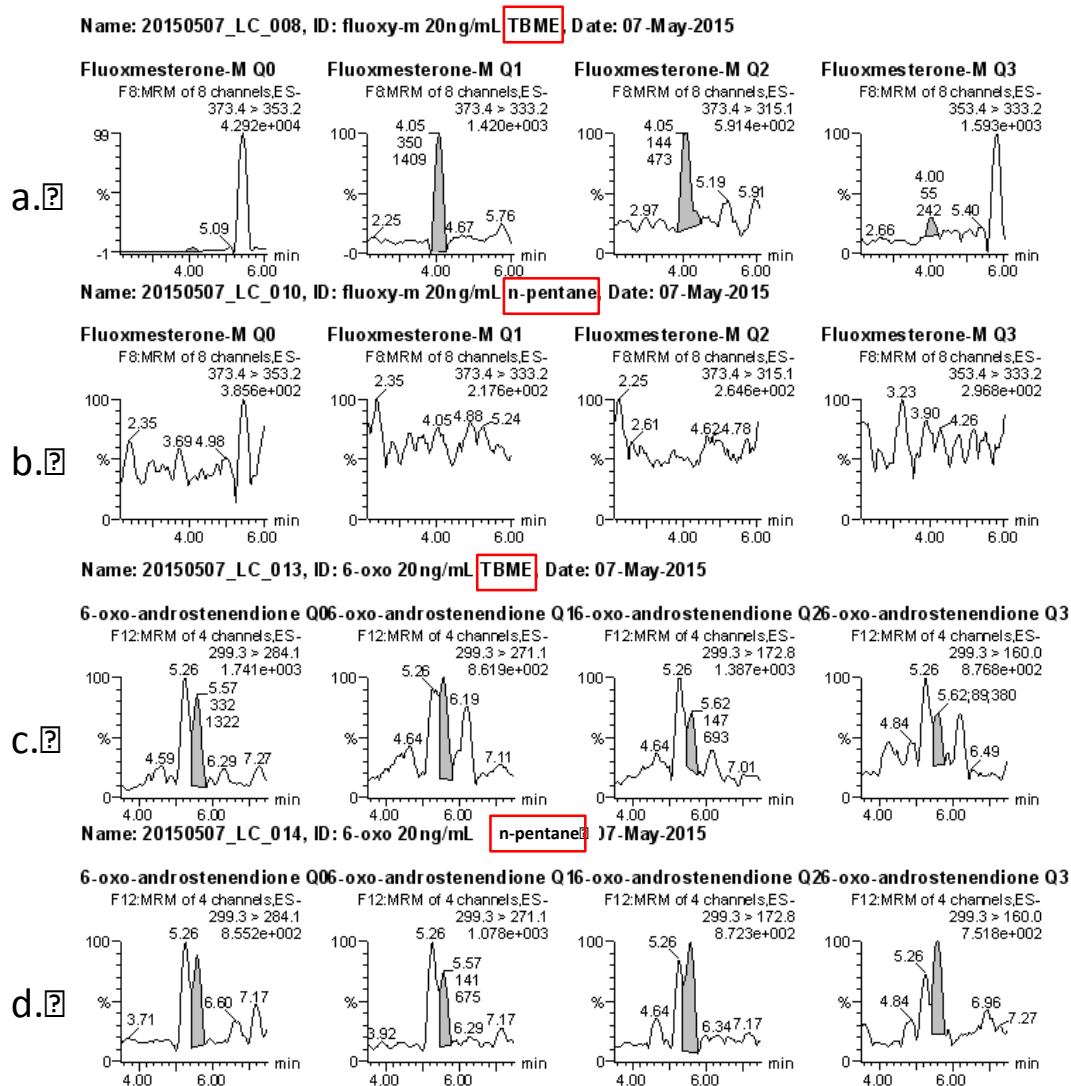 Name: 20150507_LC_008, ID: fluoxy-m 20ng/mL TBME, Date: 07-May-2015
a.
Fluoxmesterone-M Q0
F8:MRM of 8 channels,ES-
373.4 > 353.2
4.292e+004
99
%
-1
5.09
4.00 6.00
min
Fluoxmesterone-M Q1
F8:MRM of 8 channels,ES-
373.4 > 333.2
1.420e+003
4.05
350
1409
100
%
-0
2.25
4.67
5.76
4.00 6.00
min
Fluoxmesterone-M Q2
F8:MRM of 8 channels,ES-
373.4 > 315.1
5.914e+002
4.05
144
473
100
%
0
2.97
5.19
5.91
4.00 6.00
min
Fluoxmesterone-M Q3
F8:MRM of 8 channels,ES-
353.4 > 333.2
1.593e+003
4.00
55
242
100
%
0
2.66
5.40
4.00 6.00
min
Name: 20150507_LC_010, ID: fluoxy-m 20ng/mL n-pentane, Date: 07-May-2015
b.
Fluoxmesterone-M Q0
F8:MRM of 8 channels,ES-
373.4 > 353.2
3.856e+002
100
%
0
2.35
3.69
4.98
4.00 6.00
min
Fluoxmesterone-M Q1
F8:MRM of 8 channels,ES-
373.4 > 333.2
2.176e+002
100
%
0
2.35
4.05
4.88
5.24
4.00 6.00
min
Fluoxmesterone-M Q2
F8:MRM of 8 channels,ES-
373.4 > 315.1
2.646e+002
100
%
0
2.25
2.61
4.62
4.78
4.00 6.00
min
Fluoxmesterone-M Q3
F8:MRM of 8 channels,ES-
353.4 > 333.2
2.968e+002
100
%
0
3.23
3.90
4.26
4.00 6.00
min
Name: 20150507_LC_013, ID: 6-oxo 20ng/mL TBME, Date: 07-May-2015
c.
6-oxo-androstenendione Q0
F12:MRM of 4 channels,ES-
299.3 > 284.1
1.741e+003
100
%
0
5.26
5.57
332
1322
4.59
6.29
7.27
4.00 6.00
min
6-oxo-androstenendione Q1
F12:MRM of 4 channels,ES-
299.3 > 271.1
8.619e+002
100
%
0
5.26
6.19
4.64
7.11
4.00 6.00
min
6-oxo-androstenendione Q2
F12:MRM of 4 channels,ES-
299.3 > 172.8
1.387e+003
100
%
0
5.26
5.62
147
693
4.64
7.01
4.00 6.00
min
6-oxo-androstenendione Q3
F12:MRM of 4 channels,ES-
299.3 > 160.0
8.768e+002
100
%
0
5.26
5.62;89;380
4.84
6.49
4.00 6.00
min
Name: 20150507_LC_014, ID: 6-oxo 20ng/mL n-pentane 07-May-2015
d.
6-oxo-androstenendione Q0
F12:MRM of 4 channels,ES-
299.3 > 284.1
8.552e+002
100
%
0
5.26
3.71
6.60
7.17
4.00 6.00
min
6-oxo-androstenendione Q1
F12:MRM of 4 channels,ES-
299.3 > 271.1
1.078e+003
100
%
0
5.26
5.57
141
675
3.92
6.29
7.17
4.00 6.00
min
6-oxo-androstenendione Q2
F12:MRM of 4 channels,ES-
299.3 > 172.8
8.723e+002
100
%
0
5.26
4.64
6.34
7.17
4.00 6.00
min
6-oxo-androstenendione Q3
F12:MRM of 4 channels,ES-
299.3 > 160.0
7.518e+002
100
%
0
5.26
4.84
6.96
7.27
4.00 6.00
min